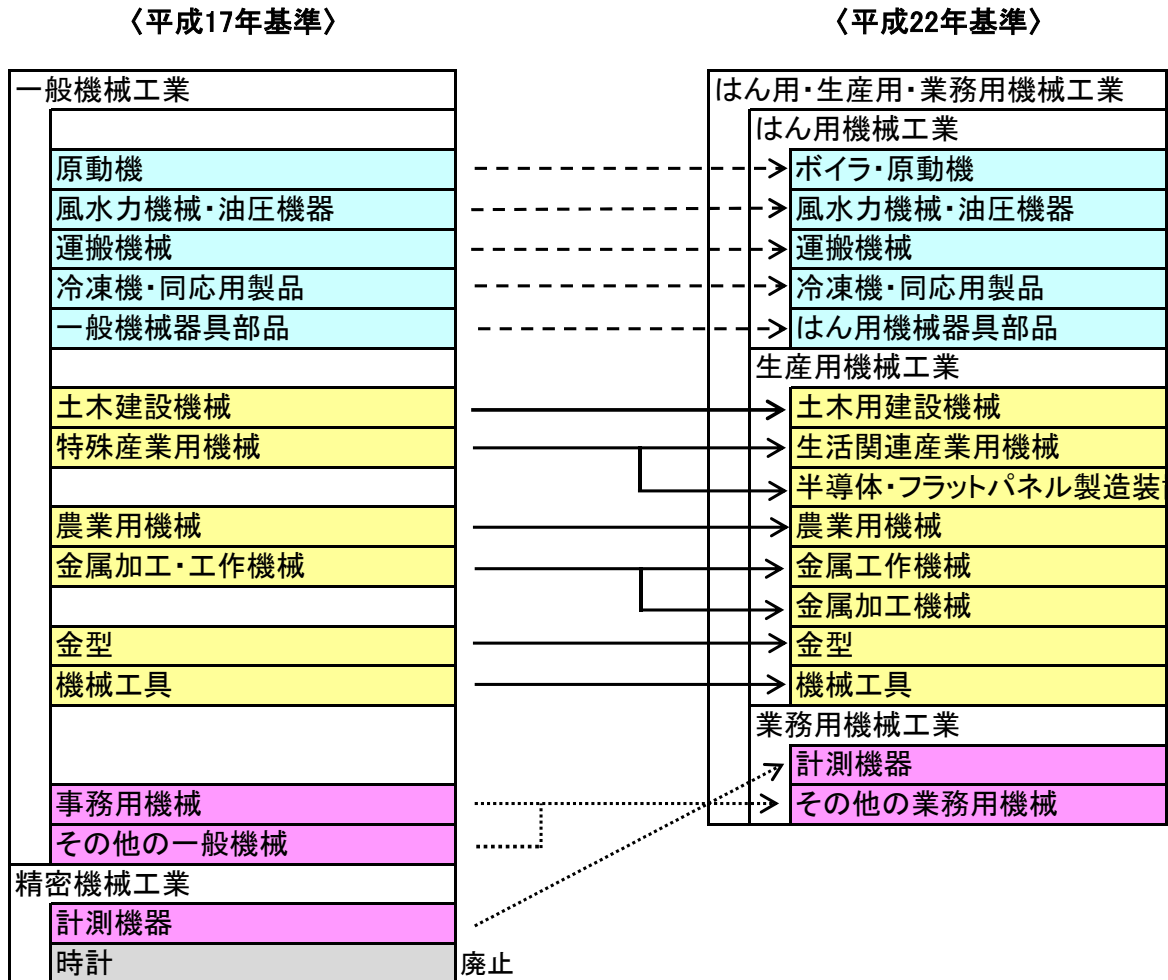 〈平成17年基準〉
〈平成22年基準〉
一般機械工業
原動機
風水力機械・油圧機器
運搬機械
冷凍機・同応用製品
一般機械器具部品
土木建設機械
特殊産業用機械
農業用機械
金属加工・工作機械
金型
機械工具
事務用機械
その他の一般機械
精密機械工業
計測機器
時計
廃止
はん用・生産用・業務用機械工業
はん用機械工業
ボイラ・原動機
風水力機械・油圧機器
運搬機械
冷凍機・同応用製品
はん用機械器具部品
生産用機械工業
土木用建設機械
生活関連産業用機械
半導体・フラットパネル製造装
農業用機械
金属工作機械
金属加工機械
金型
機械工具
業務用機械工業
計測機器
その他の業務用機械